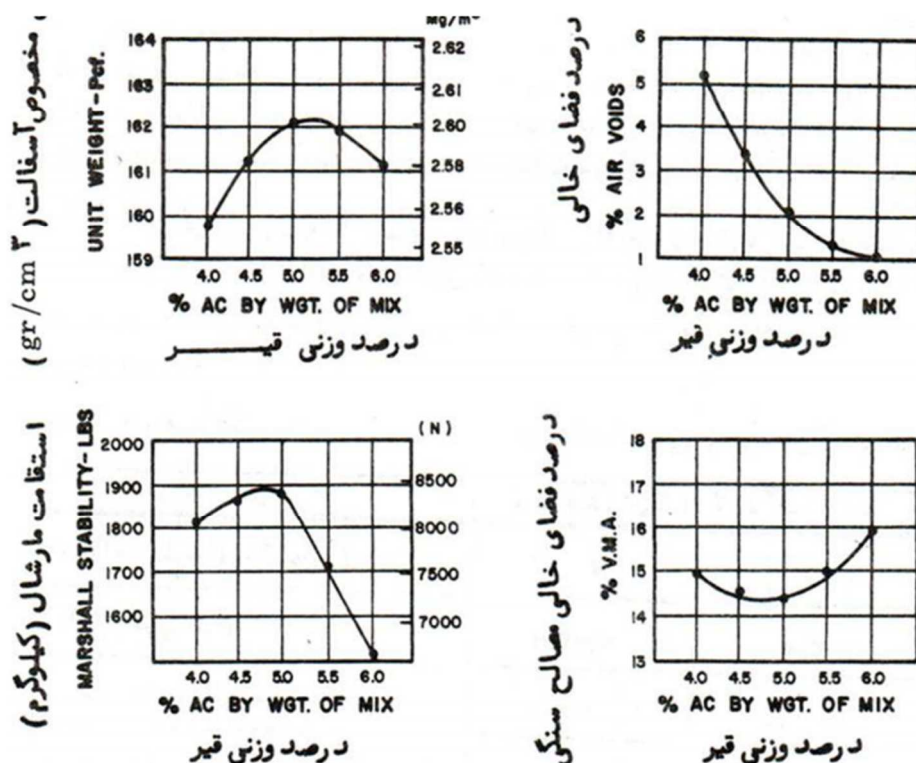 مخصوص آسفالت (gr/cm ۳)
UNIT WEIGHT-Pcf.
164
163
162
161
160
159
Mg/m³
2.62
2.61
2.60
2.58
2.56
2.55
4.0 4.5 5.0 5.5 6.0
% AC BY WGT. OF MIX
درصد وزنی قیر
درصد فضای خالی
% AIR VOIDS
6
5
4
3
2
1
4.0 4.5 5.0 5.5 6.0
% AC BY WGT. OF MIX
درصد وزنی قیر
استقامت مارشال (کیلوگرم)
MARSHALL STABILITY-LBS
2000
1900
1800
1700
1600
(N)
8500
8000
7500
7000
4.0 4.5 5.0 5.5 6.0
% AC BY WGT. OF MIX
درصد وزنی قیر
درصد فضای خالی مصالح سنگی
% V.M.A.
18
17
16
15
14
13
4.0 4.5 5.0 5.5 6.0
% AC BY WGT. OF MIX
درصد وزنی قیر